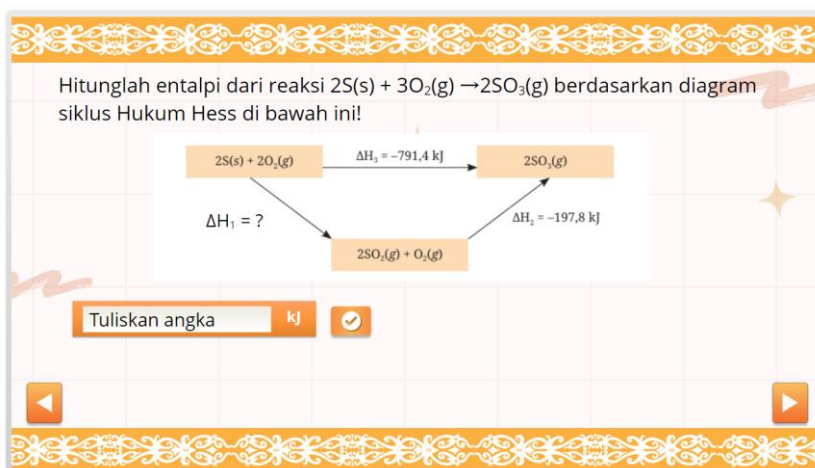 Hitunglah entalpi dari reaksi 2S(s) + 3O₂(g) →2SO₃(g) berdasarkan diagram
siklus Hukum Hess di bawah ini!
2S(s) + 2O₂(g)
ΔH₃ = −791,4 kJ
2SO₃(g)
ΔH₁ = ?
ΔH₂ = −197,8 kJ
2SO₂(g) + O₂(g)
Tuliskan angka kJ